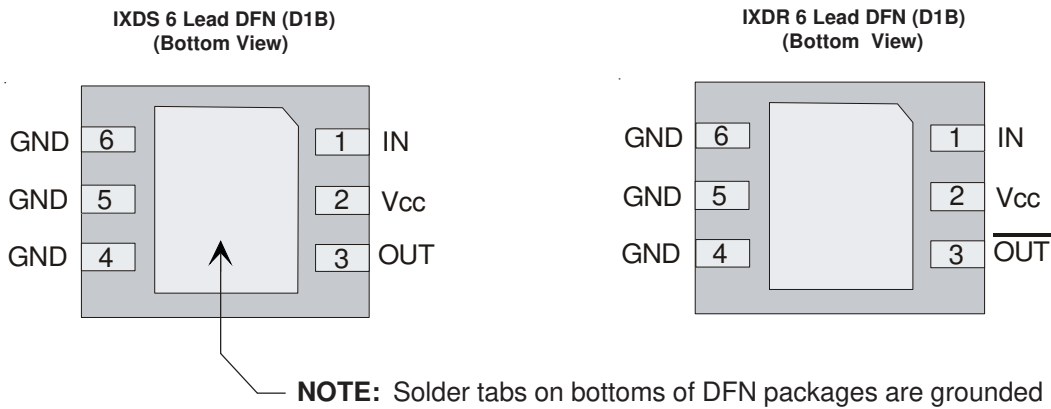 IXDS 6 Lead DFN (D1B)
(Bottom View)
GND 6 1 IN
GND 5 2 Vcc
GND 4 3 OUT
IXDR 6 Lead DFN (D1B)
(Bottom View)
GND 6 1 IN
GND 5 2 Vcc
GND 4 3 OUT
NOTE: Solder tabs on bottoms of DFN packages are grounded